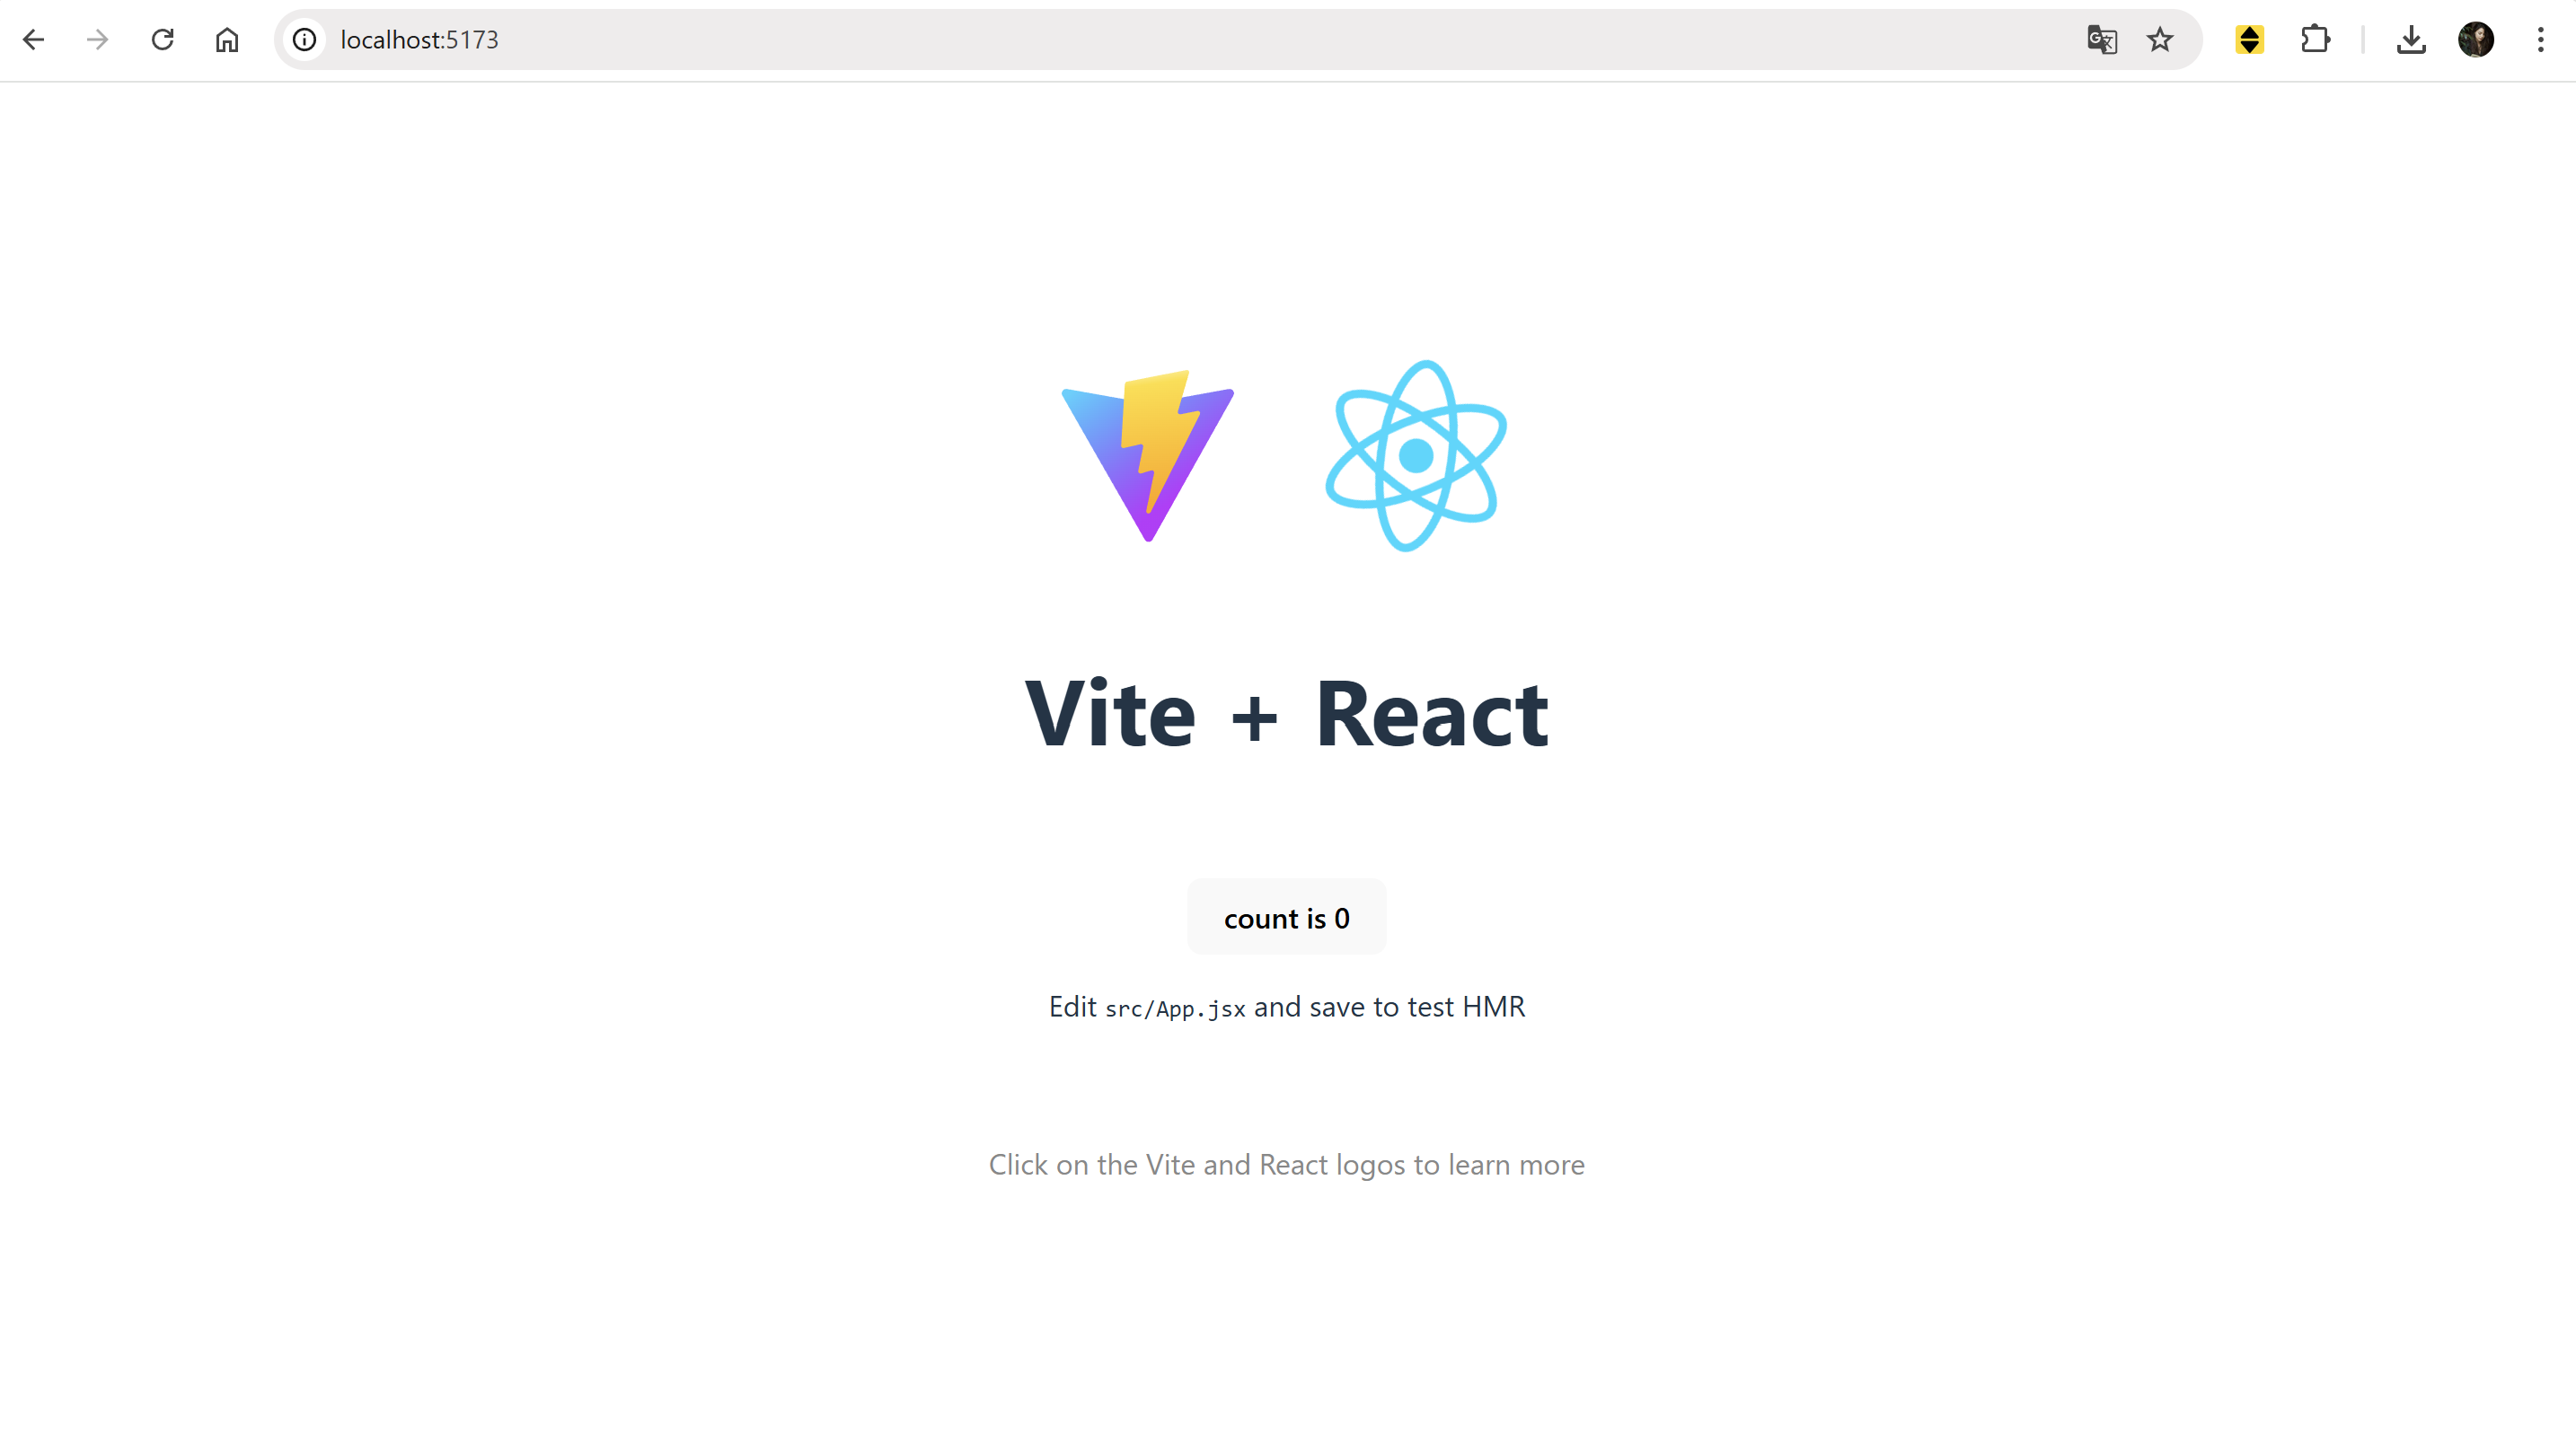 localhost:5173
Vite + React
count is 0
Edit src/App.jsx and save to test HMR
Click on the Vite and React logos to learn more